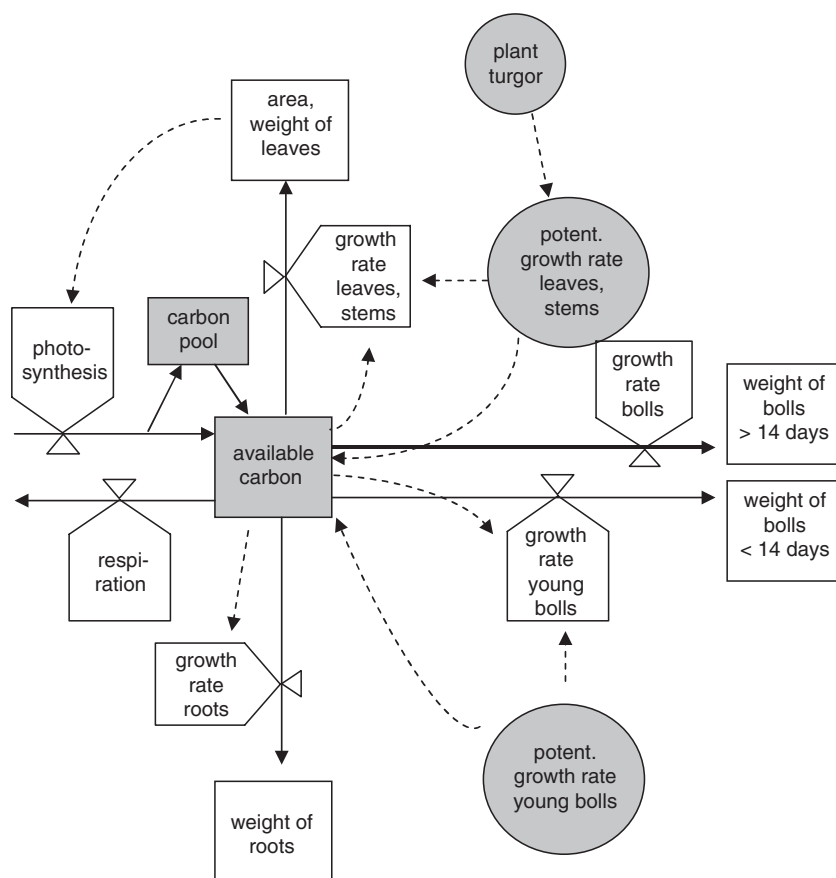 plant
turgor
area,
weight of
leaves
potent.
growth rate
leaves,
stems
growth
rate
leaves,
stems
carbon
pool
photo-
synthesis
growth
rate
bolls
weight of
bolls
> 14 days
available
carbon
weight of
bolls
< 14 days
respi-
ration
growth
rate
young
bolls
growth
rate
roots
potent.
growth rate
young bolls
weight of
roots